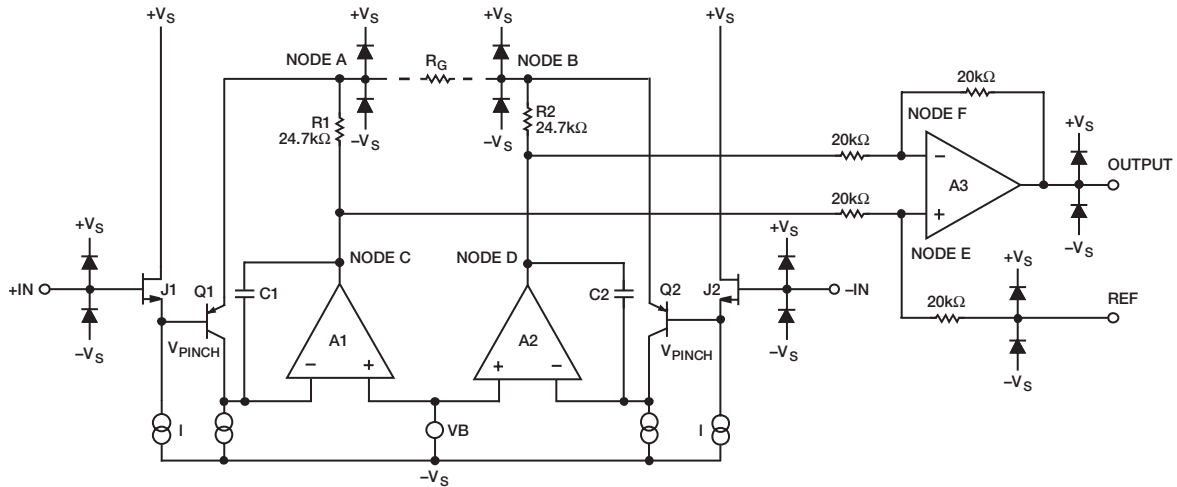 +VS
+VS
+VS
+VS
NODE A
RG
NODE B
20kΩ
R1
24.7kΩ
–VS
–VS
R2
24.7kΩ
NODE F
+VS
20kΩ
–
A3
OUTPUT
20kΩ
+
–VS
+VS
NODE C
NODE D
NODE E
+VS
+VS
+IN
J1
Q1
C1
C2
Q2
J2
–IN
20kΩ
REF
–VS
VPINCH
A1
A2
VPINCH
–VS
–VS
–
+
+
–
I
VB
I
–VS